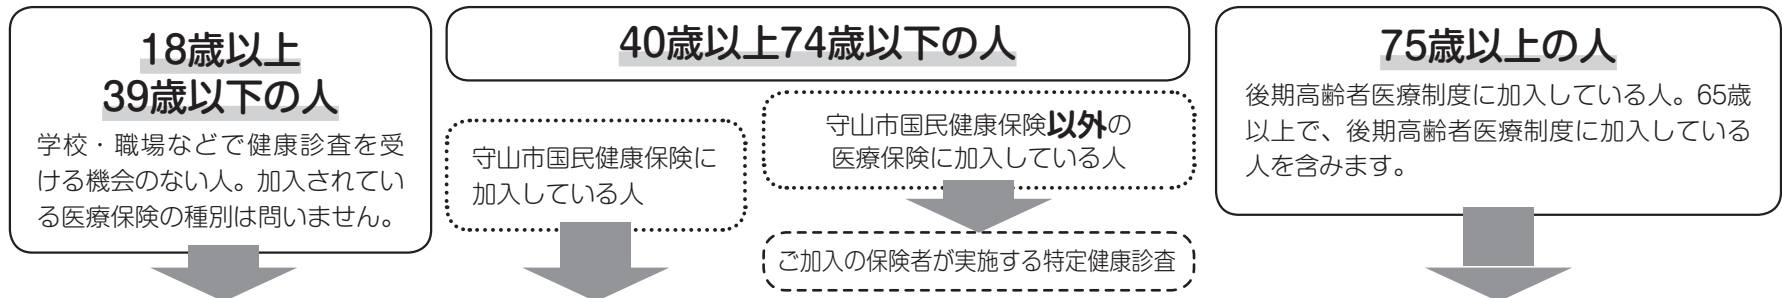 18歳以上
39歳以下の人
学校・職場などで健康診査を受
ける機会のない人。加入されてい
る医療保険の種別は問いません。
40歳以上74歳以下の人
守山市国民健康保険に
加入している人
守山市国民健康保険以外の
医療保険に加入している人
ご加入の保険者が実施する特定健康診査
75歳以上の人
後期高齢者医療制度に加入している人。65歳
以上で、後期高齢者医療制度に加入している
人を含みます。